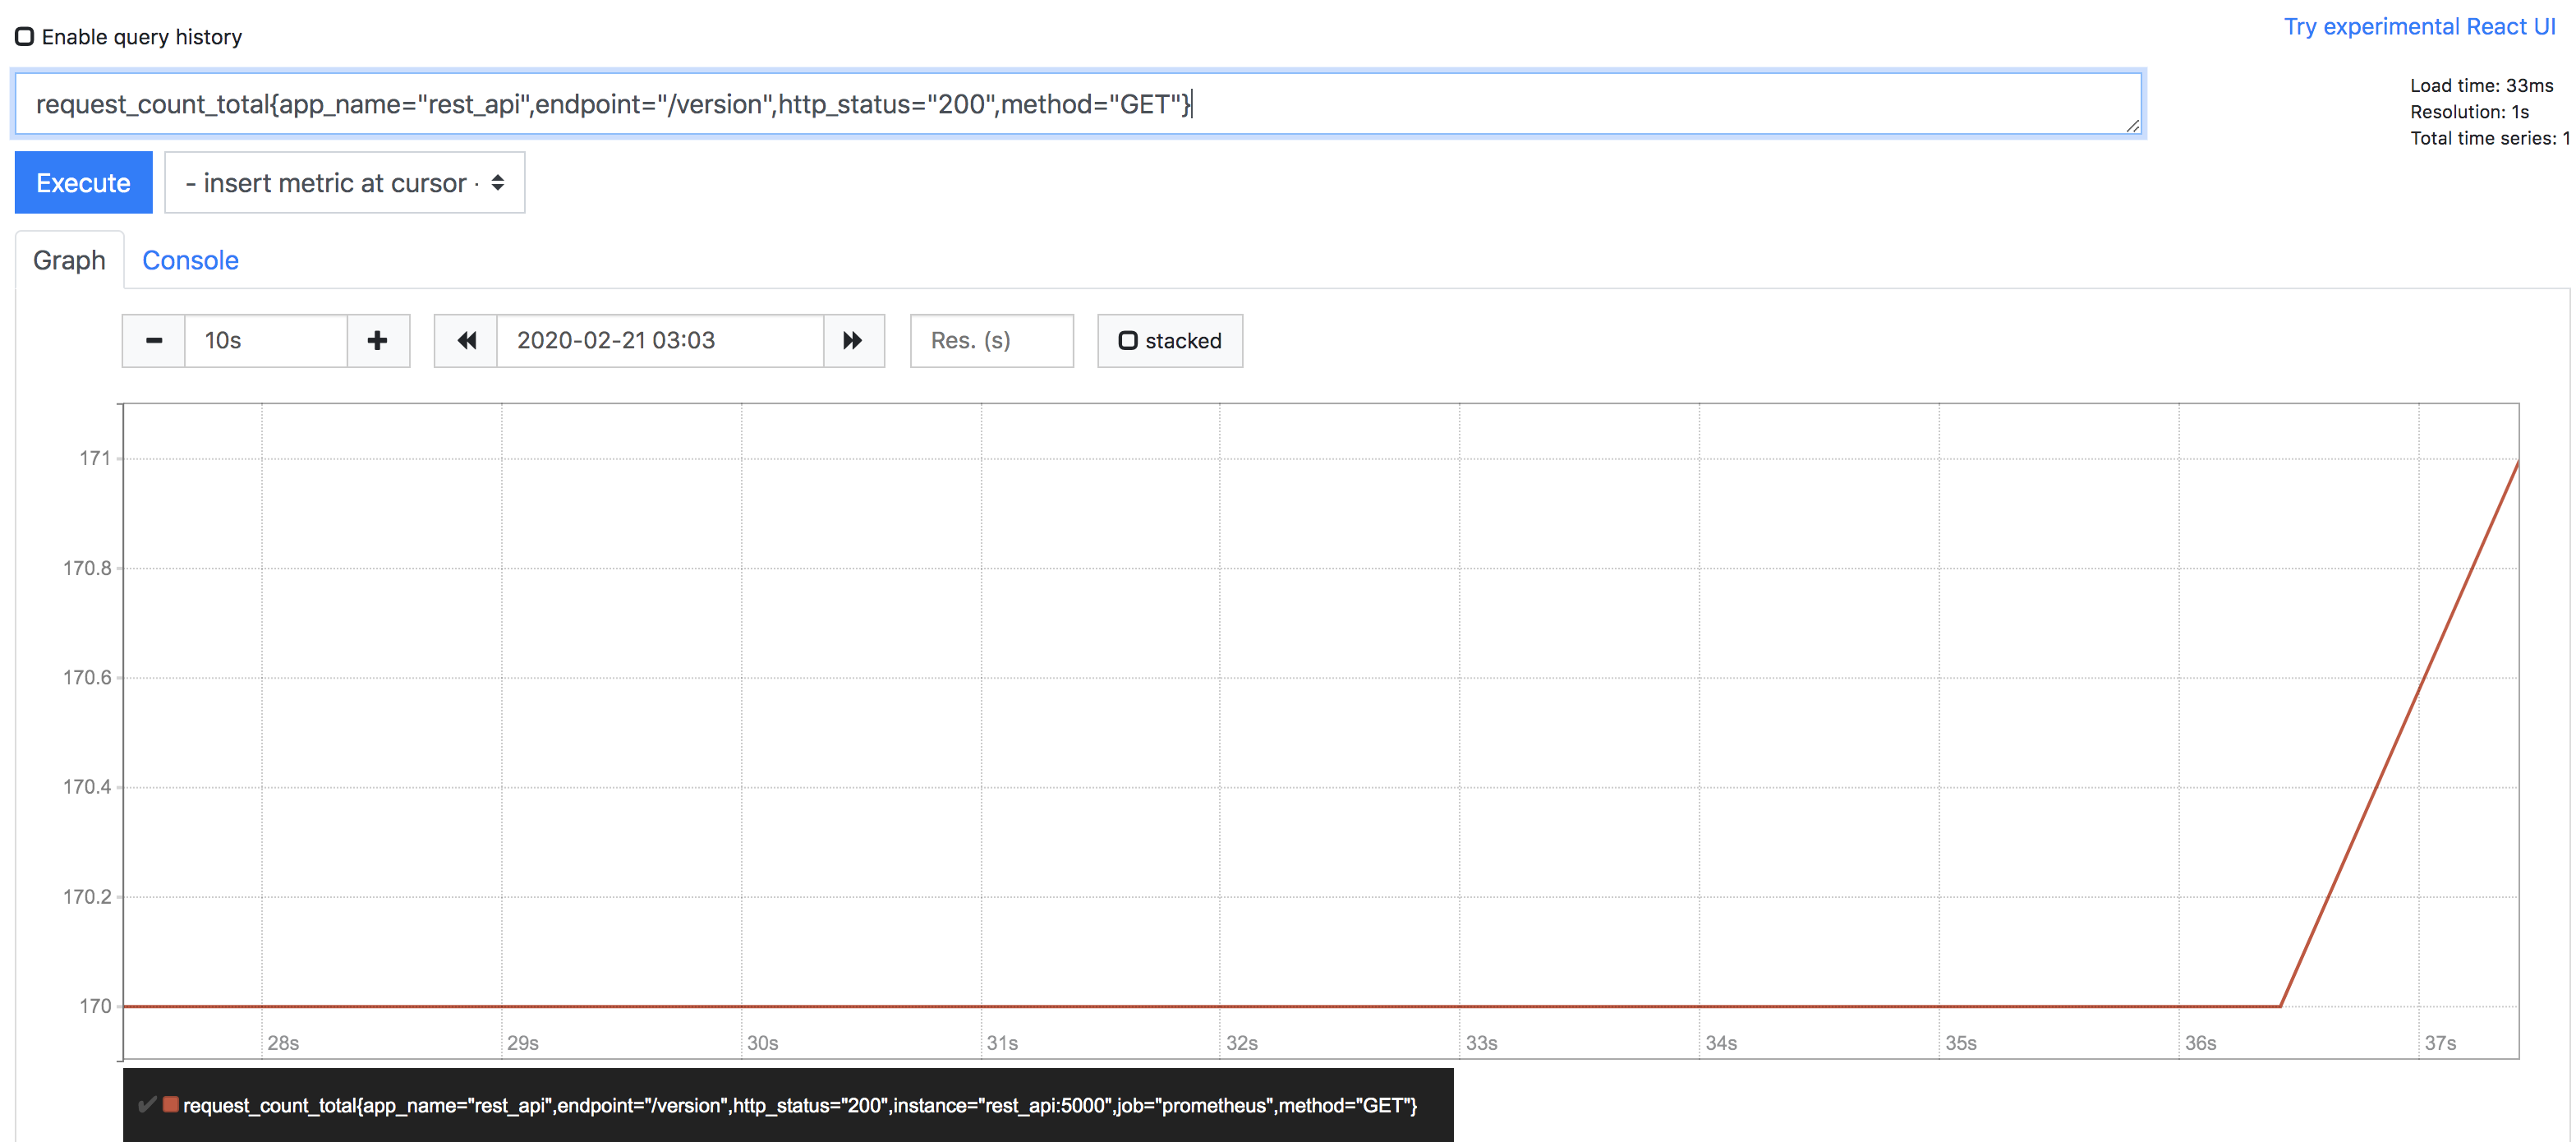 Enable query history
Try experimental React UI
request_count_total{app_name="rest_api",endpoint="/version",http_status="200",method="GET"}
Load time: 33ms
Resolution: 1s
Total time series: 1
Execute
- insert metric at cursor -
Graph
Console
10s
2020-02-21 03:03
Res. (s)
stacked
171
170.8
170.6
170.4
170.2
170
28s
29s
30s
31s
32s
33s
34s
35s
36s
37s
request_count_total{app_name="rest_api",endpoint="/version",http_status="200",instance="rest_api:5000",job="prometheus",method="GET"}